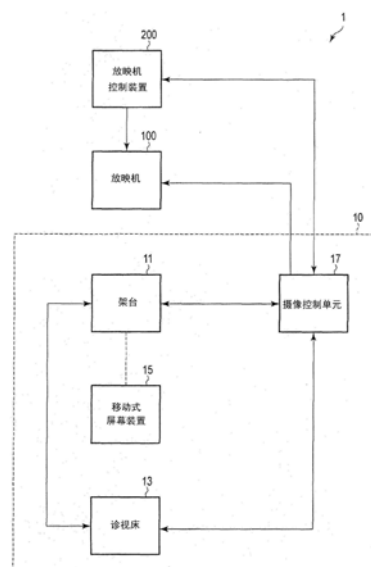 1
200
放映机
控制装置
100
放映机
10
11
架台
17
摄像控制单元
15
移动式
屏幕装置
13
诊视床